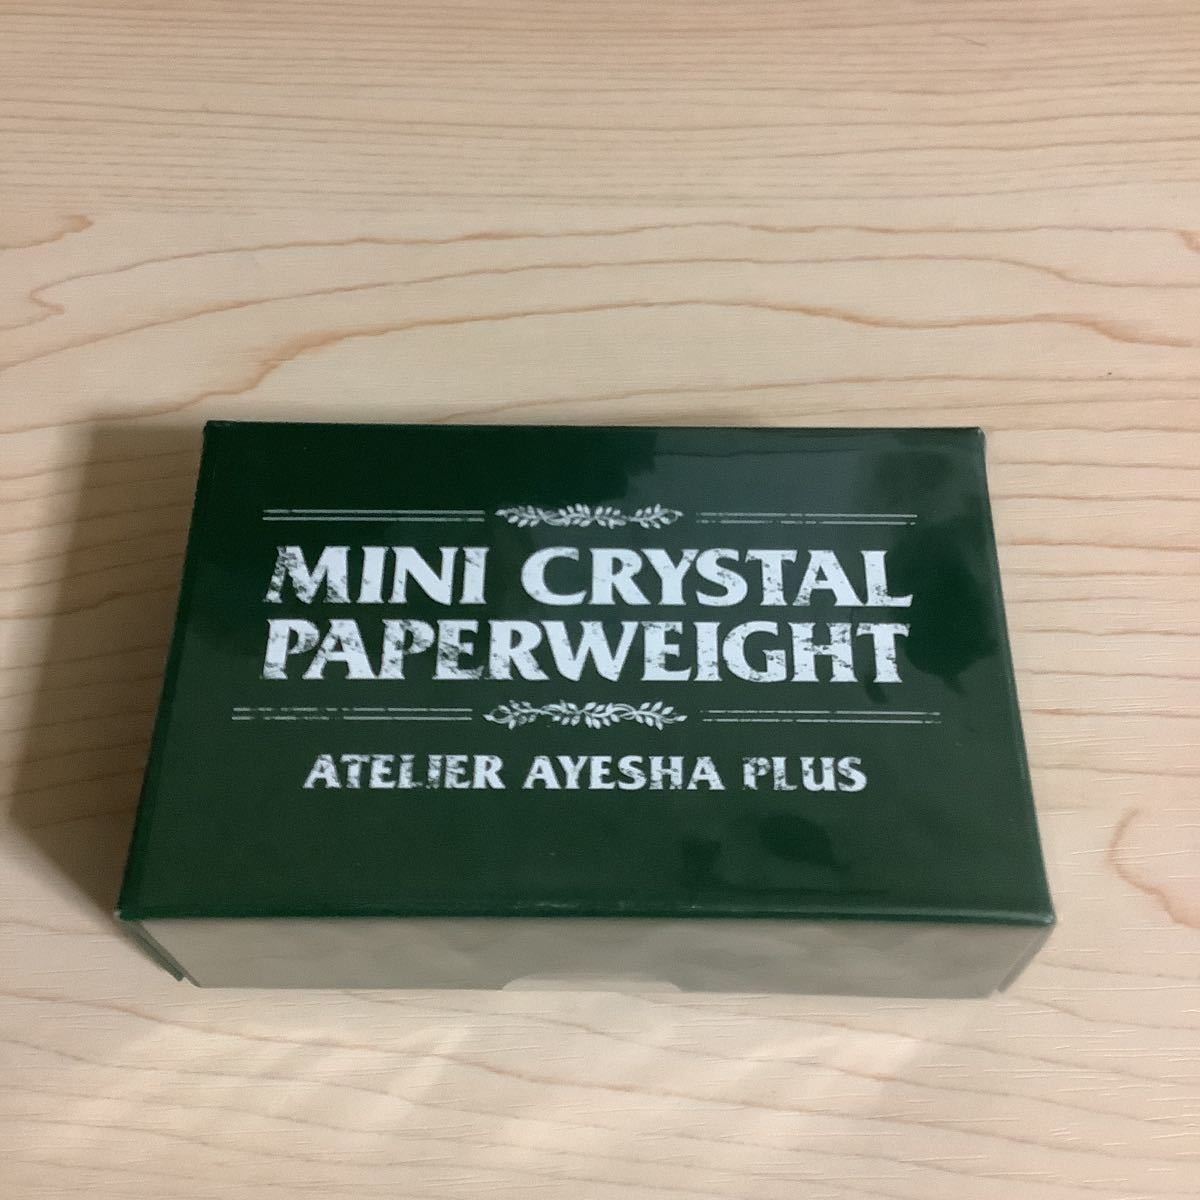 MINI CRYSTAL
PAPERWEIGHT
ATELIER AYESHA PLUS